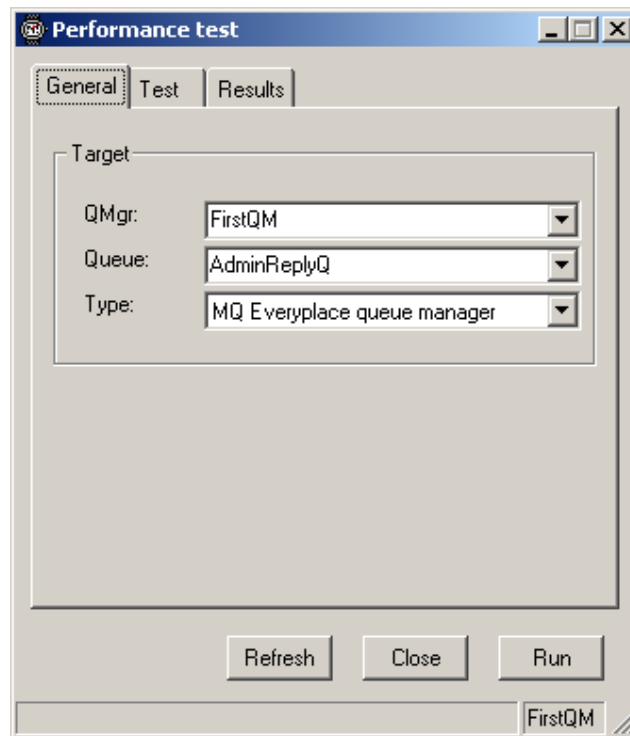 Performance test
General Test Results
Target
QMgr: FirstQM
Queue: AdminReplyQ
Type: MQ Everyplace queue manager
Refresh Close Run
FirstQM